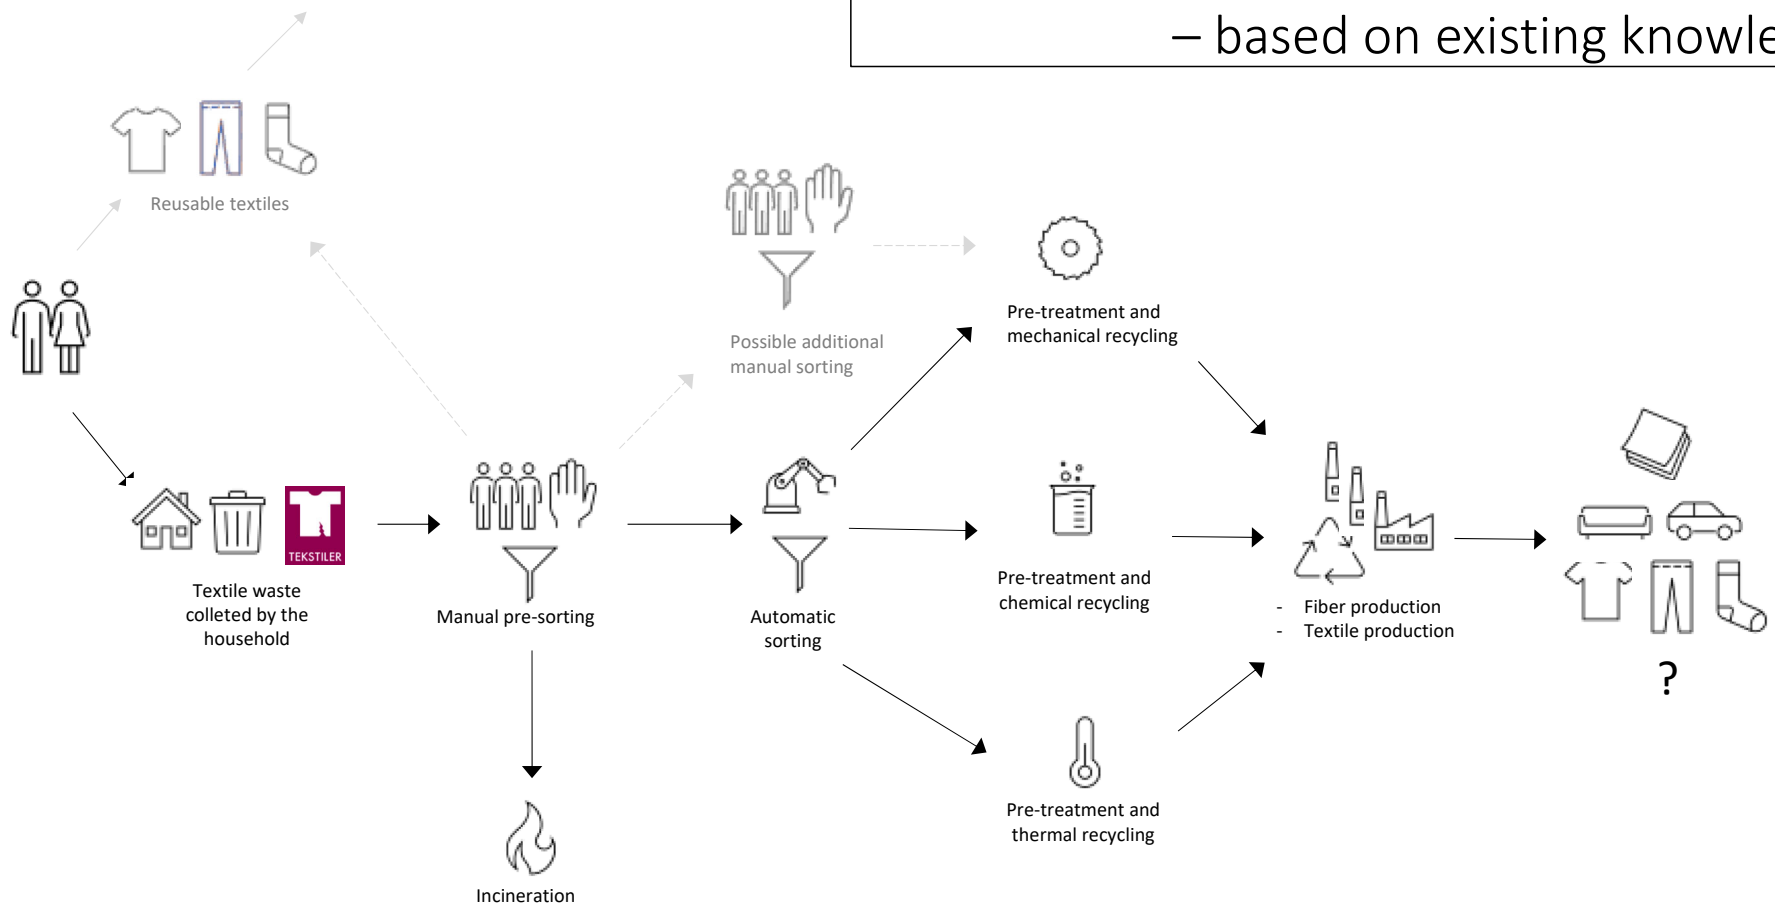 – based on existing
Reusable textiles
Possible additional
manual sorting
Pre-treatment and
mechanical recycling
TEKSTILER
Textile waste
colleted by the
household
Manual pre-sorting
Automatic
sorting
Pre-treatment and
chemical recycling
- Fiber production
- Textile production
?
Pre-treatment and
thermal recycling
Incineration